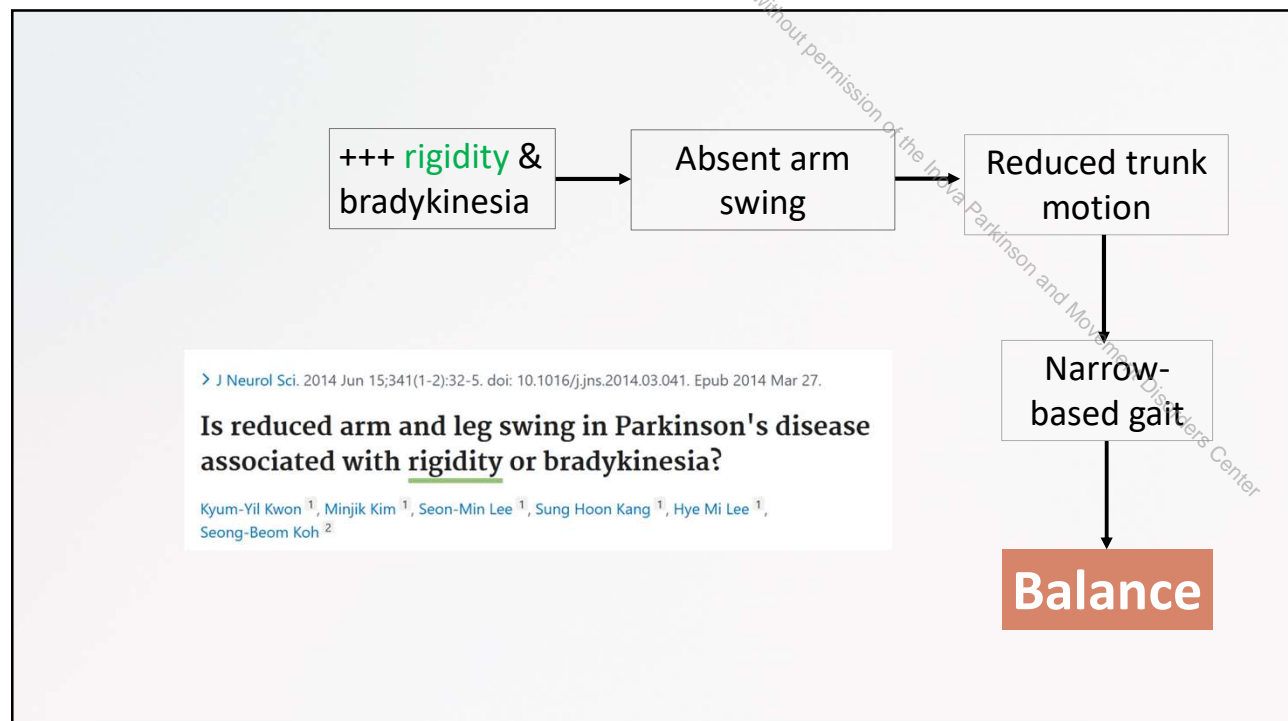 without permission of the Inova Parkinson and Movement Disorders Center
+++ rigidity &
bradykinesia
Absent arm
swing
Reduced trunk
motion
Narrow-
based gait
Balance
> J Neurol Sci. 2014 Jun 15;341(1-2):32-5. doi: 10.1016/j.jns.2014.03.041. Epub 2014 Mar 27.
Is reduced arm and leg swing in Parkinson's disease
associated with rigidity or bradykinesia?
Kyum-Yil Kwon 1, Minjik Kim 1, Seon-Min Lee 1, Sung Hoon Kang 1, Hye Mi Lee 1,
Seong-Beom Koh 2